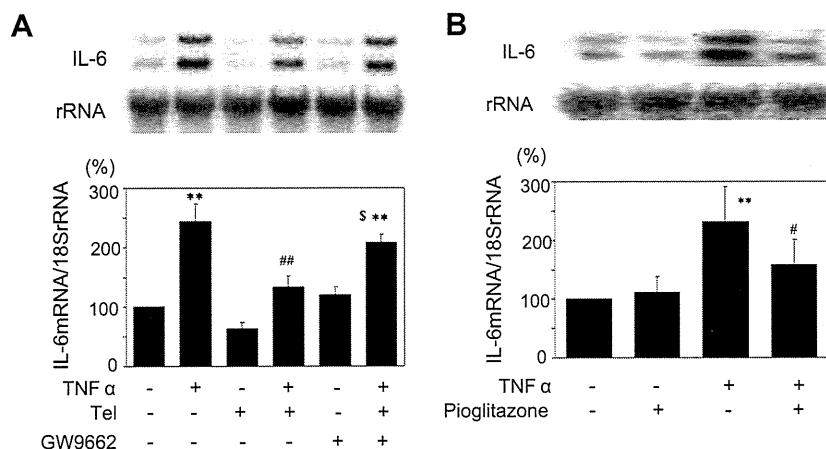 A
IL-6
rRNA
(%)
IL-6mRNA/18SrRNA
300
200
100
0
**
##
$ **
TNF α - + - + - +
Tel - - + + - +
GW9662 - - - - + +
B
IL-6
rRNA
(%)
IL-6mRNA/18SrRNA
300
200
100
0
**
#
TNF α - - + +
Pioglitazone - + - +